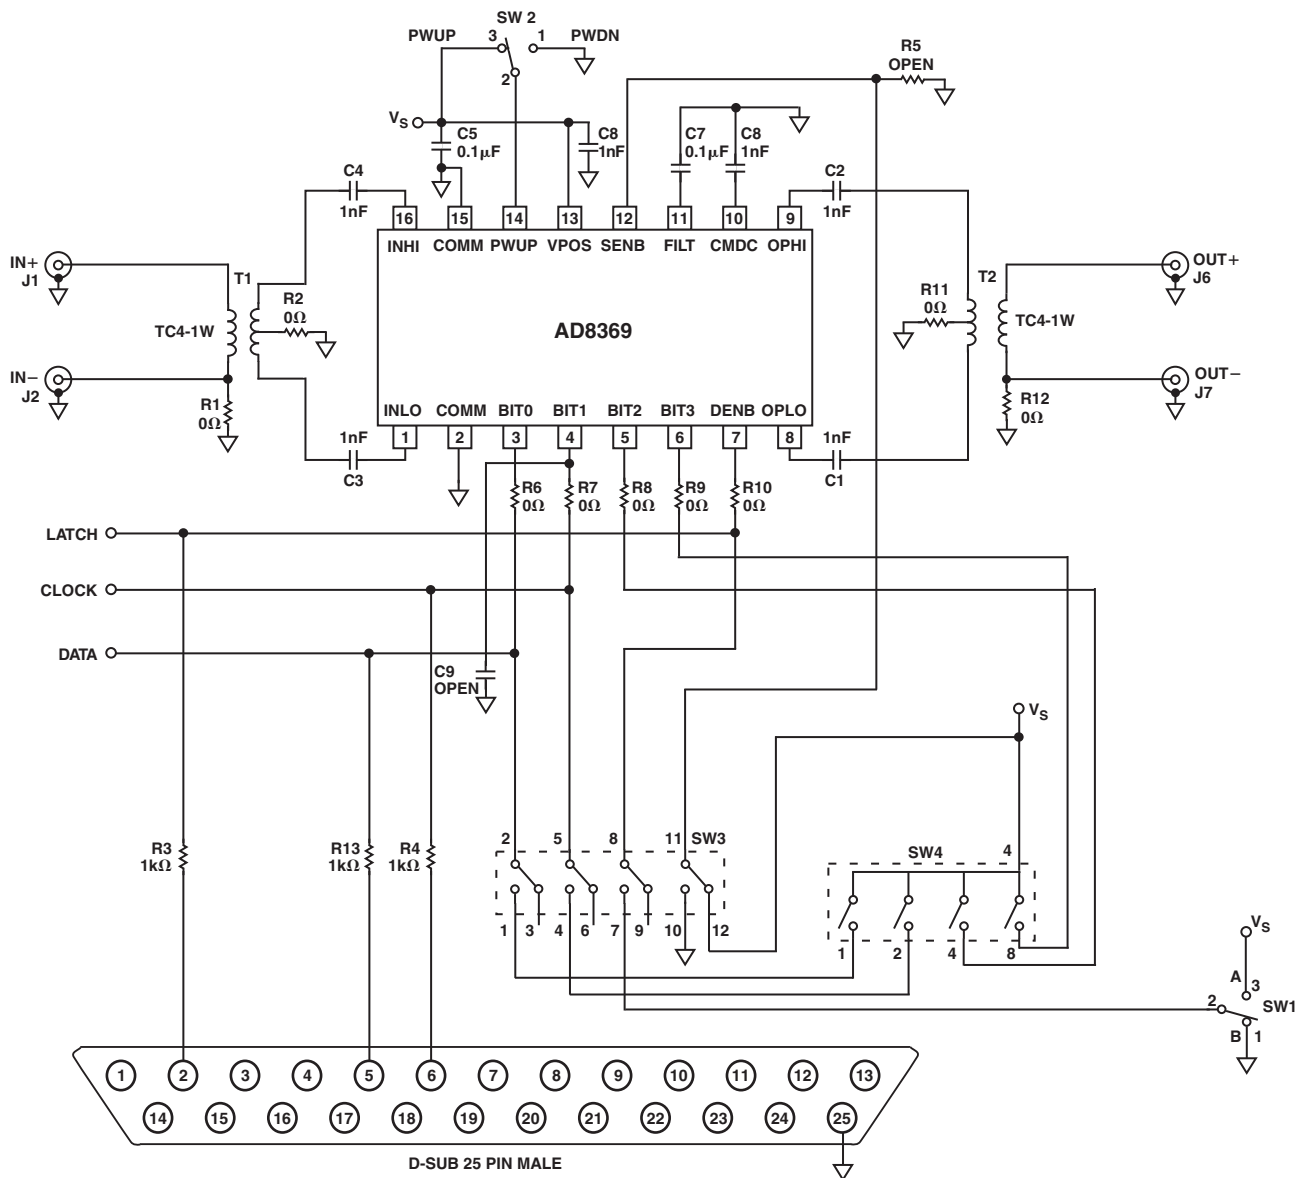 SW 2
PWUP 3 1 PWDN
2
R5
OPEN
VS
C5
0.1µF
C8
1nF
C7
0.1µF
C8
1nF
C4
1nF
C2
1nF
16 15 14 13 12 11 10 9
INHI COMM PWUP VPOS SENB FILT CMDC OPHI
IN+
J1
T1
R2
0Ω
TC4-1W
AD8369
R11
0Ω
T2
TC4-1W
OUT+
J6
IN−
J2
R1
0Ω
OUT−
J7
R12
0Ω
INLO COMM BIT0 BIT1 BIT2 BIT3 DENB OPLO
1 2 3 4 5 6 7 8
1nF
C3
1nF
C1
R6
0Ω
R7
0Ω
R8
0Ω
R9
0Ω
R10
0Ω
LATCH
CLOCK
DATA
C9
OPEN
VS
R3
1kΩ
R13
1kΩ
R4
1kΩ
2 5 8 11 SW3
1 3 4 6 7 9 10 12
SW4 4
1 2 4 8
VS
A 3
2 SW1
B 1
1 2 3 4 5 6 7 8 9 10 11 12 13
14 15 16 17 18 19 20 21 22 23 24 25
D-SUB 25 PIN MALE